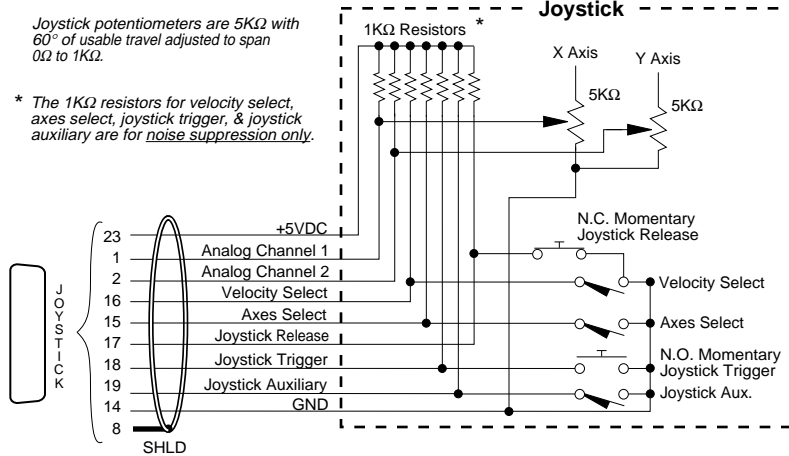 Joystick potentiometers are 5KΩ with
60° of usable travel adjusted to span
0Ω to 1KΩ.
* The 1KΩ resistors for velocity select,
axes select, joystick trigger, & joystick
auxiliary are for noise suppression only.
Joystick
1KΩ Resistors *
X Axis
Y Axis
5KΩ
5KΩ
N.C. Momentary
Joystick Release
23 +5VDC
1 Analog Channel 1
2 Analog Channel 2
16 Velocity Select
15 Axes Select
17 Joystick Release
18 Joystick Trigger
19 Joystick Auxiliary
14 GND
8
SHLD
JOYSTICK
Velocity Select
Axes Select
N.O. Momentary
Joystick Trigger
Joystick Aux.